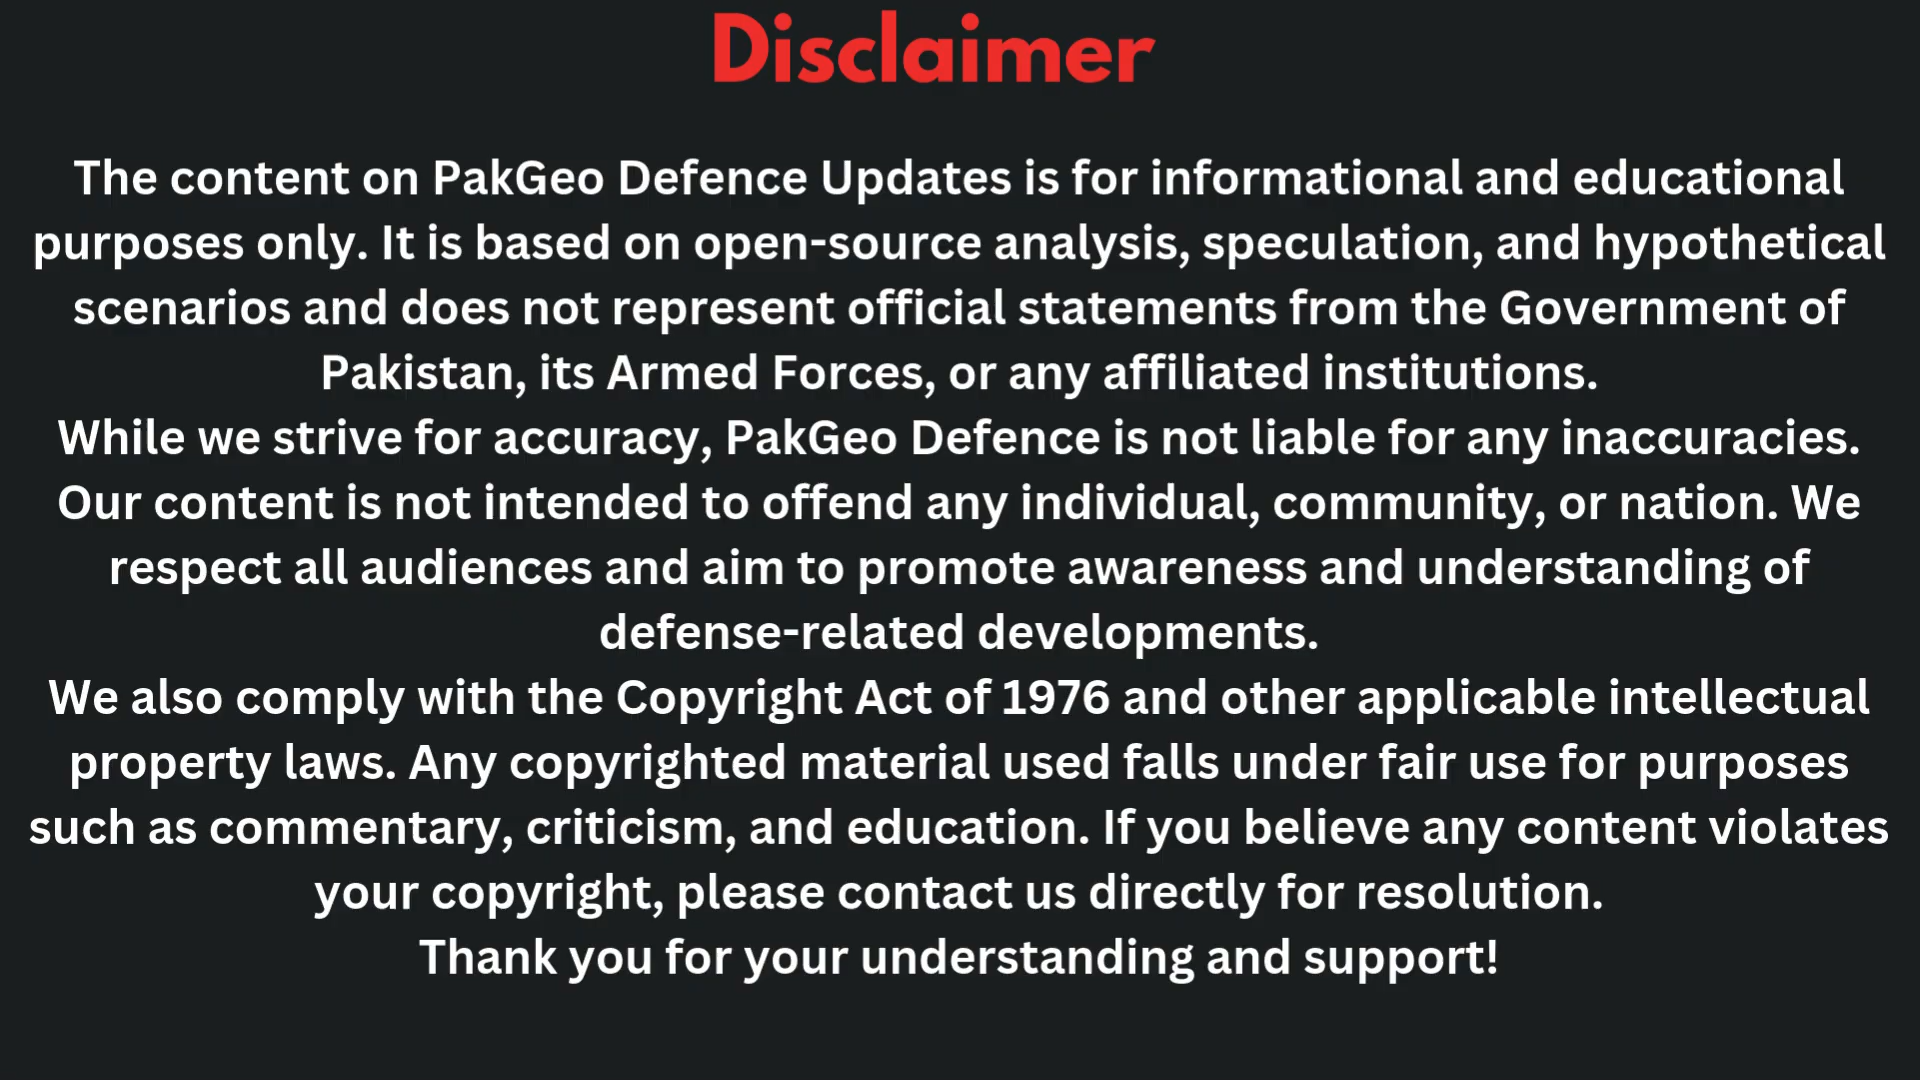 Disclaimer
The content on PakGeo Defence Updates is for informational and educational
purposes only. It is based on open-source analysis, speculation, and hypothetical
scenarios and does not represent official statements from the Government of
Pakistan, its Armed Forces, or any affiliated institutions.
While we strive for accuracy, PakGeo Defence is not liable for any inaccuracies.
Our content is not intended to offend any individual, community, or nation. We
respect all audiences and aim to promote awareness and understanding of
defense-related developments.
We also comply with the Copyright Act of 1976 and other applicable intellectual
property laws. Any copyrighted material used falls under fair use for purposes
such as commentary, criticism, and education. If you believe any content violates
your copyright, please contact us directly for resolution.
Thank you for your understanding and support!